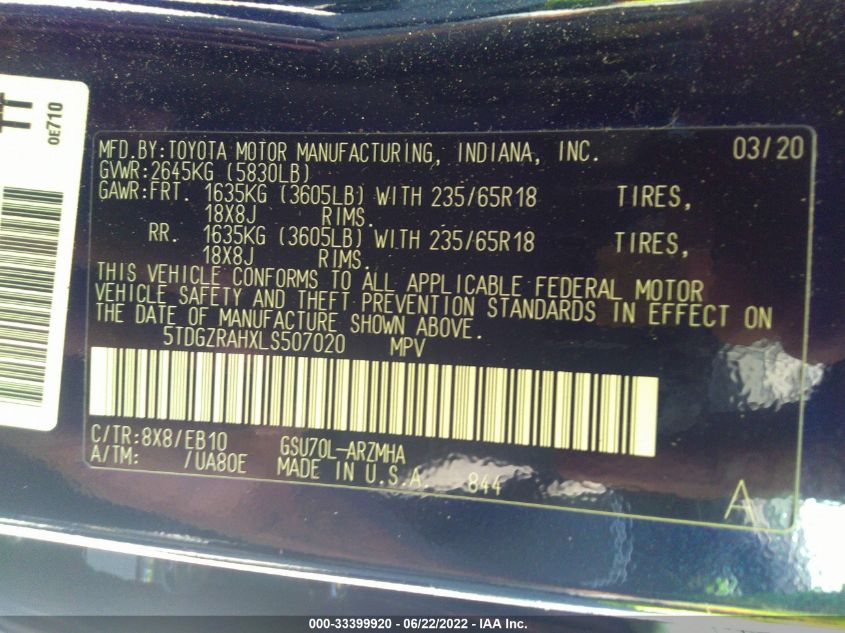 TT
0E710
MFD.BY:TOYOTA MOTOR MANUFACTURING, INDIANA, INC. 03/20
GVWR:2645KG (5830LB)
GAWR:FRT. 1635KG (3605LB) WITH 235/65R18 TIRES,
18X8J RIMS.
RR. 1635KG (3605LB) WITH 235/65R18 TIRES,
18X8J RIMS.
THIS VEHICLE CONFORMS TO ALL APPLICABLE FEDERAL MOTOR
VEHICLE SAFETY AND THEFT PREVENTION STANDARDS IN EFFECT ON
THE DATE OF MANUFACTURE SHOWN ABOVE.
5TDGZRAHXLS507020 MPV
C/TR:8X8/EB10 GSU70L-ARZMHA
A/TM: /UA80E MADE IN U.S.A. 844
A
000-33399920 - 06/22/2022 - IAA Inc.